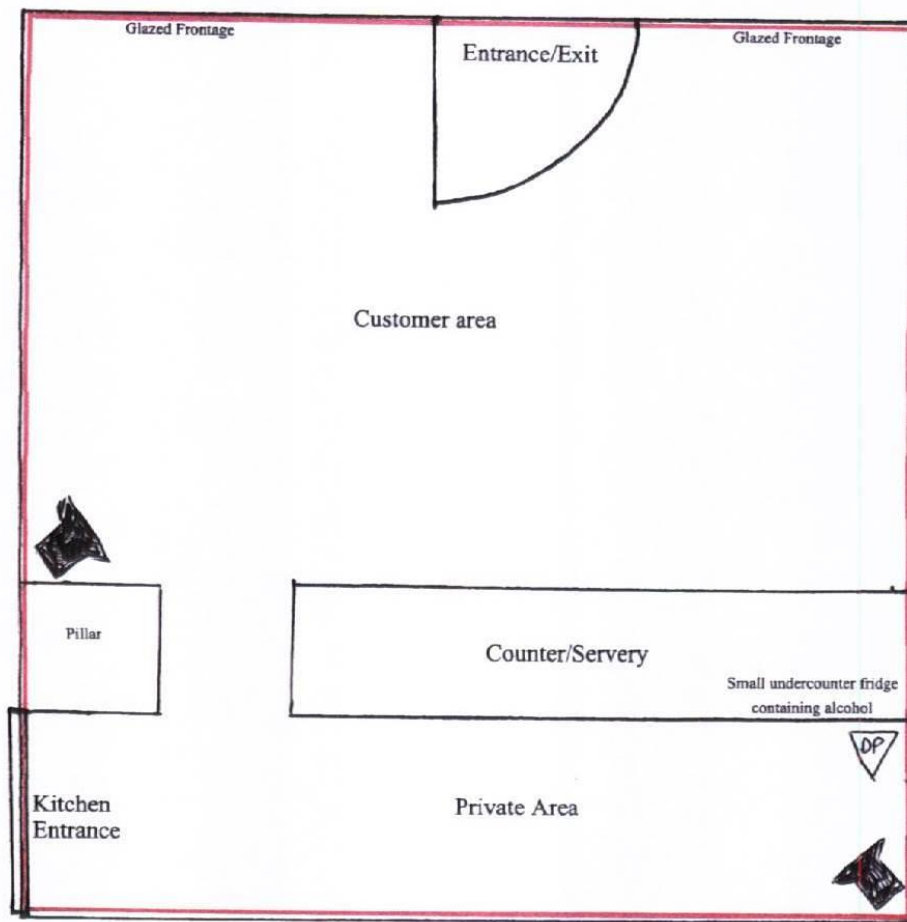 Glazed Frontage
Entrance/Exit
Glazed Frontage
Customer area
Pillar
Counter/Servery
Small undercounter fridge
containing alcohol
DP
Kitchen
Entrance
Private Area